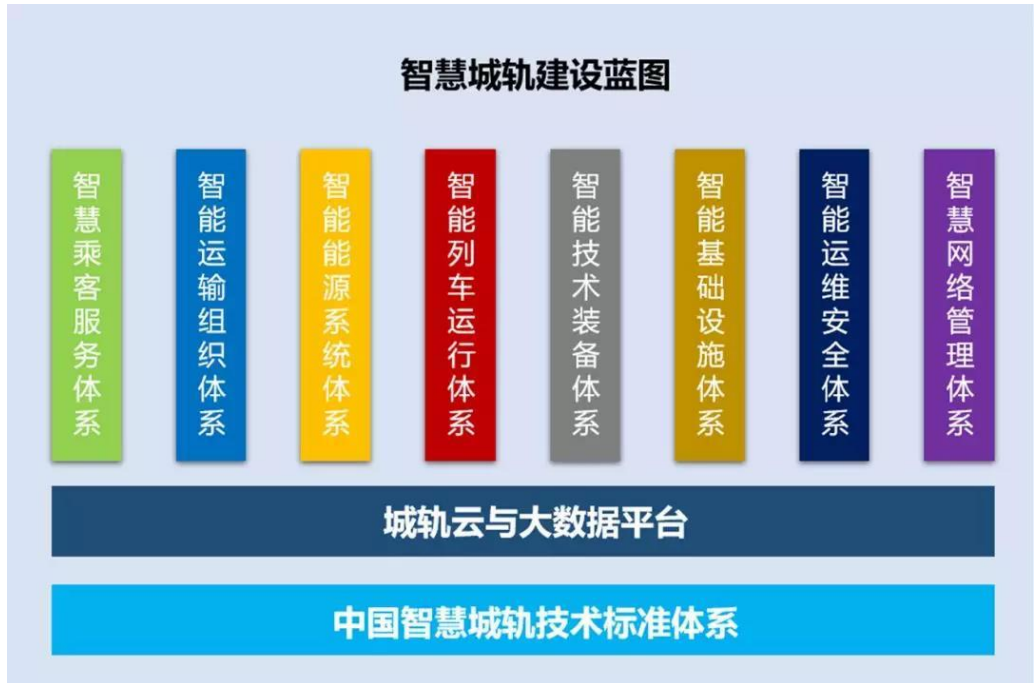 智慧城轨建设蓝图
智慧乘客服务体系
智能运输组织体系
智能能源系统体系
智能列车运行体系
智能技术装备体系
智能基础设施体系
智能运维安全体系
智慧网络管理体系
城轨云与大数据平台
中国智慧城轨技术标准体系